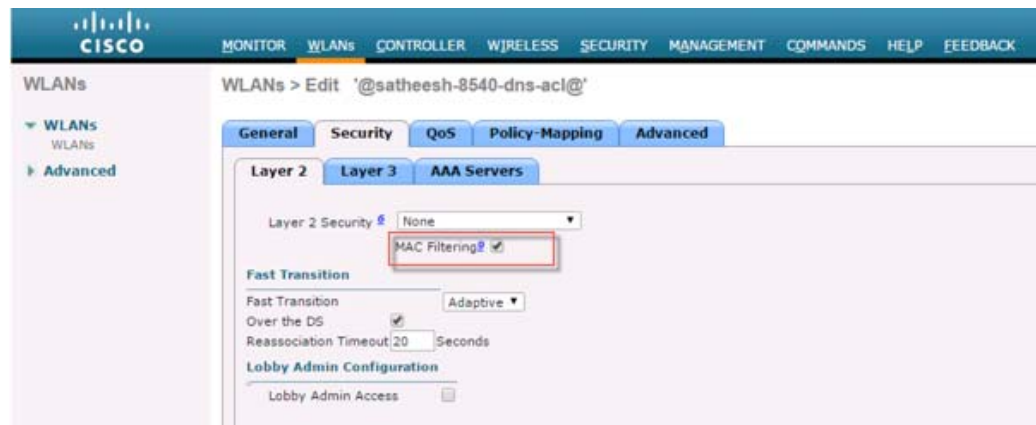 CISCO
MONITOR WLANs CONTROLLER WIRELESS SECURITY MANAGEMENT COMMANDS HELP FEEDBACK
WLANs
WLANs > Edit '@satheesh-8540-dns-acl@'
WLANs
WLANs
Advanced
General Security QoS Policy-Mapping Advanced
Layer 2 Layer 3 AAA Servers
Layer 2 Security 6 None
MAC Filtering 9
Fast Transition
Fast Transition Adaptive
Over the DS
Reassociation Timeout 20 Seconds
Lobby Admin Configuration
Lobby Admin Access